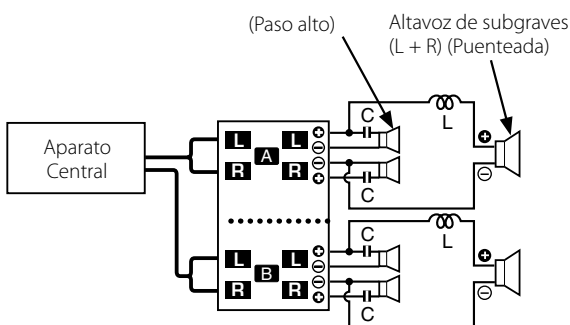 (Paso alto)
Altavoz de subgraves
(L + R) (Puenteada)
Aparato
Central
L
R
A
L
R
⊕
⊖
⊖
⊕
C
C
L
⊕
⊖
L
R
B
L
R
⊕
⊖
⊖
⊕
C
C
L
⊕
⊖